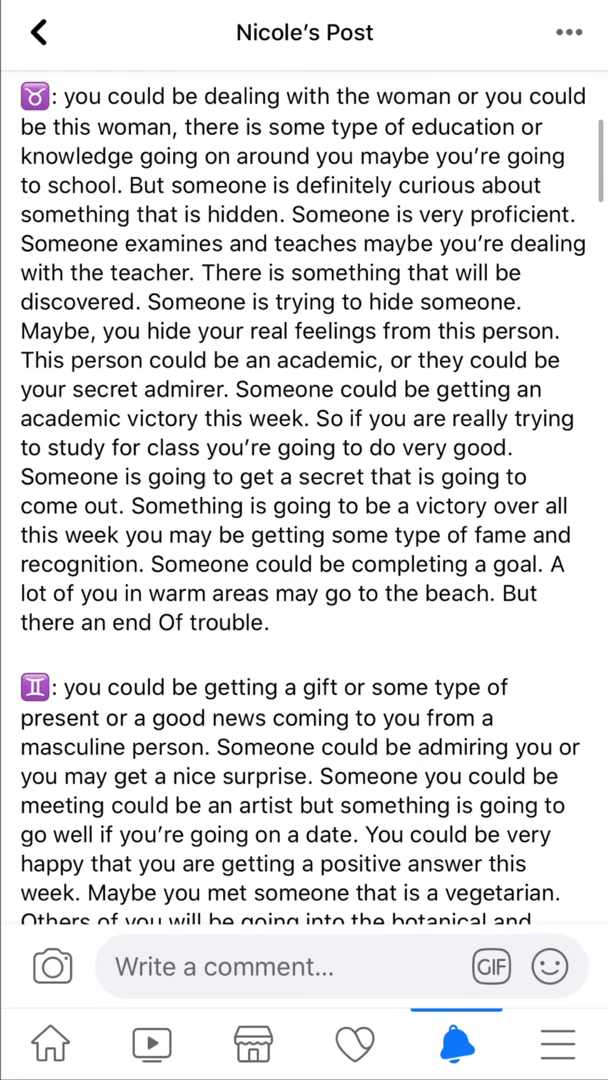 Nicole's Post
♉: you could be dealing with the woman or you could
be this woman, there is some type of education or
knowledge going on around you maybe you're going
to school. But someone is definitely curious about
something that is hidden. Someone is very proficient.
Someone examines and teaches maybe you're dealing
with the teacher. There is something that will be
discovered. Someone is trying to hide someone.
Maybe, you hide your real feelings from this person.
This person could be an academic, or they could be
your secret admirer. Someone could be getting an
academic victory this week. So if you are really trying
to study for class you're going to do very good.
Someone is going to get a secret that is going to
come out. Something is going to be a victory over all
this week you may be getting some type of fame and
recognition. Someone could be completing a goal. A
lot of you in warm areas may go to the beach. But
there an end Of trouble.
♊: you could be getting a gift or some type of
present or a good news coming to you from a
masculine person. Someone could be admiring you or
you may get a nice surprise. Someone you could be
meeting could be an artist but something is going to
go well if you're going on a date. You could be very
happy that you are getting a positive answer this
week. Maybe you met someone that is a vegetarian.
Others of you will be going into the botanical and
Write a comment...
GIF